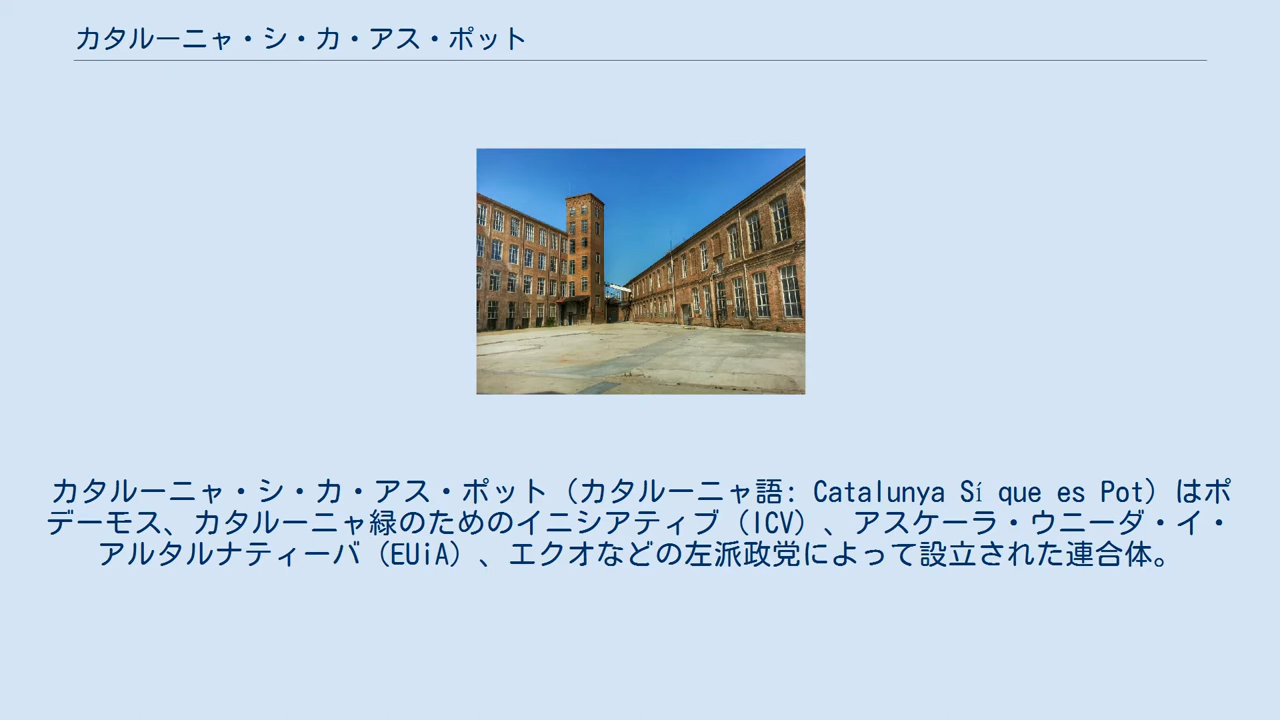 カタルーニャ・シ・カ・アス・ポット
カタルーニャ・シ・カ・アス・ポット（カタルーニャ語: Catalunya Sí que es Pot）はポ
デーモス、カタルーニャ緑のためのイニシアティブ（ICV）、アスケーラ・ウニーダ・イ・
アルタルナティーバ（EUiA）、エクオなどの左派政党によって設立された連合体。